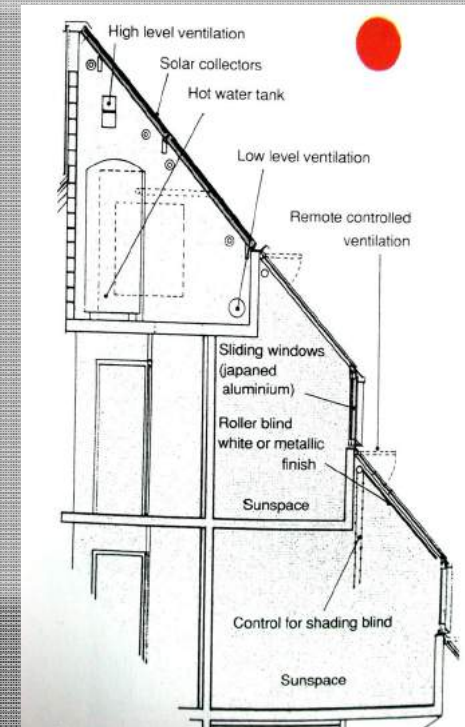 High level ventilation
Solar collectors
Hot water tank
Low level ventilation
Remote controlled
ventilation
Sliding windows
(japaned
aluminium)
Roller blind
white or metallic
finish
Sunspace
Control for shading blind
Sunspace